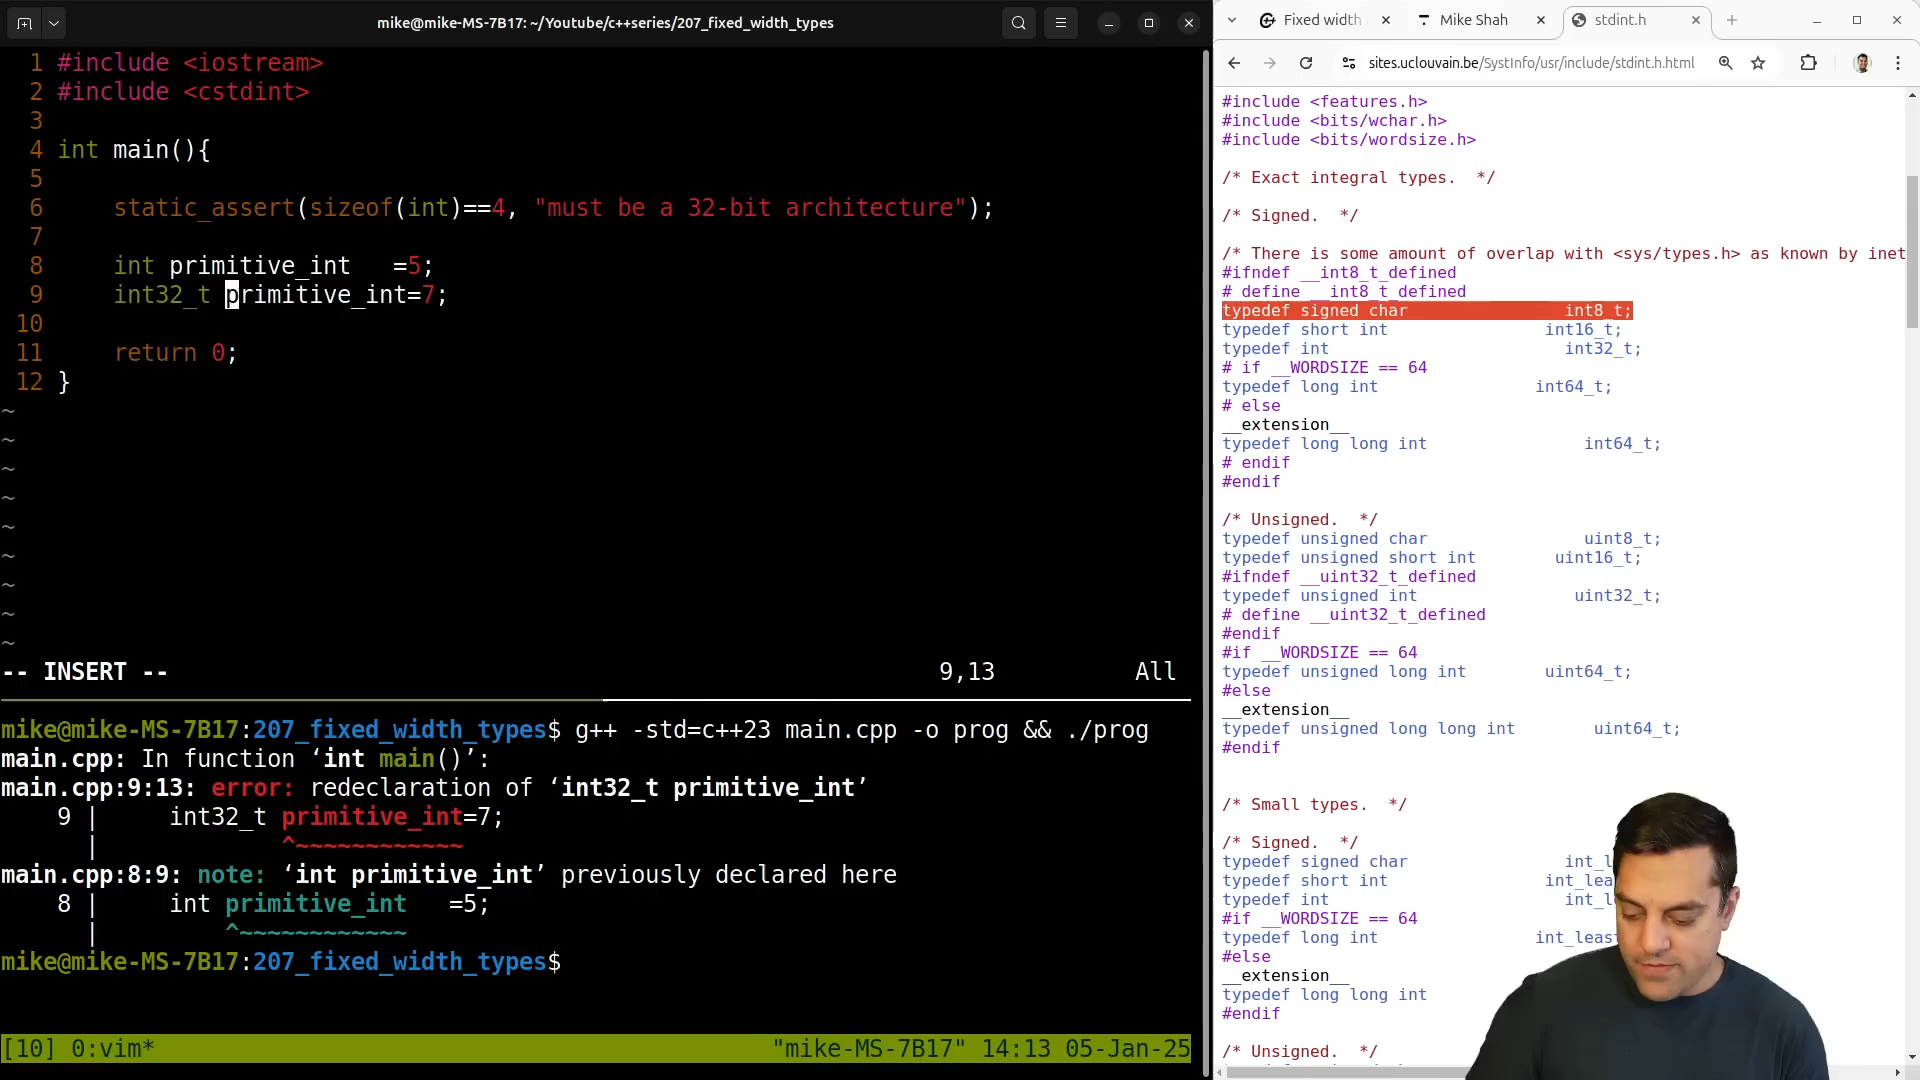 mike@mike-MS-7B17: ~/Youtube/c++series/207_fixed_width_types
1 #include <iostream>
2 #include <cstdint>
3
4 int main(){
5
6     static_assert(sizeof(int)==4, "must be a 32-bit architecture");
7
8     int primitive_int   =5;
9     int32_t primitive_int=7;
10
11     return 0;
12 }
~
~
~
~
~
~
~
~
~
-- INSERT --    9,13    All
mike@mike-MS-7B17:207_fixed_width_types$ g++ -std=c++23 main.cpp -o prog && ./prog
main.cpp: In function ‘int main()’:
main.cpp:9:13: error: redeclaration of ‘int32_t primitive_int’
9 |     int32_t primitive_int=7;
|             ^~~~~~~~~~~~~
main.cpp:8:9: note: ‘int primitive_int’ previously declared here
8 |     int primitive_int   =5;
|         ^~~~~~~~~~~~~
mike@mike-MS-7B17:207_fixed_width_types$
[10] 0:vim*    "mike-MS-7B17" 14:13 05-Jan-25
Fixed width    Mike Shah    stdint.h
sites.uclouvain.be/SystInfo/usr/include/stdint.h.html
#include <features.h>
#include <bits/wchar.h>
#include <bits/wordsize.h>
/* Exact integral types.  */
/* Signed.  */
/* There is some amount of overlap with <sys/types.h> as known by inet
#ifndef __int8_t_defined
# define __int8_t_defined
typedef signed char    int8_t;
typedef short int    int16_t;
typedef int    int32_t;
# if __WORDSIZE == 64
typedef long int    int64_t;
# else
__extension__
typedef long long int    int64_t;
# endif
#endif
/* Unsigned.  */
typedef unsigned char    uint8_t;
typedef unsigned short int    uint16_t;
#ifndef __uint32_t_defined
typedef unsigned int    uint32_t;
# define __uint32_t_defined
#endif
#if __WORDSIZE == 64
typedef unsigned long int    uint64_t;
#else
__extension__
typedef unsigned long long int    uint64_t;
#endif
/* Small types.  */
/* Signed.  */
typedef signed char    int_l
typedef short int    int_lea
typedef int    int_l
#if __WORDSIZE == 64
typedef long int    int_least
#else
__extension__
typedef long long int
#endif
/* Unsigned.  */